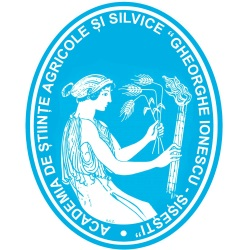 ACADEMIA DE ȘTIINȚE AGRICOLE ȘI SILVICE "GHEORGHE IONESCU - ȘIȘEȘTI" •